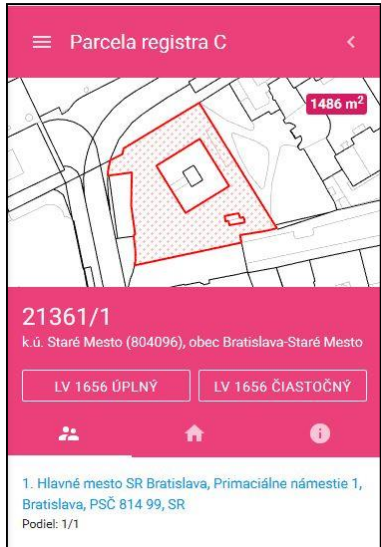 Parcela registra C
1486 m²
21361/1
k.ú. Staré Mesto (804096), obec Bratislava-Staré Mesto
LV 1656 ÚPLNÝ
LV 1656 ČIASTOČNÝ
1. Hlavné mesto SR Bratislava, Primaciálne námestie 1,
Bratislava, PSČ 814 99, SR
Podiel: 1/1